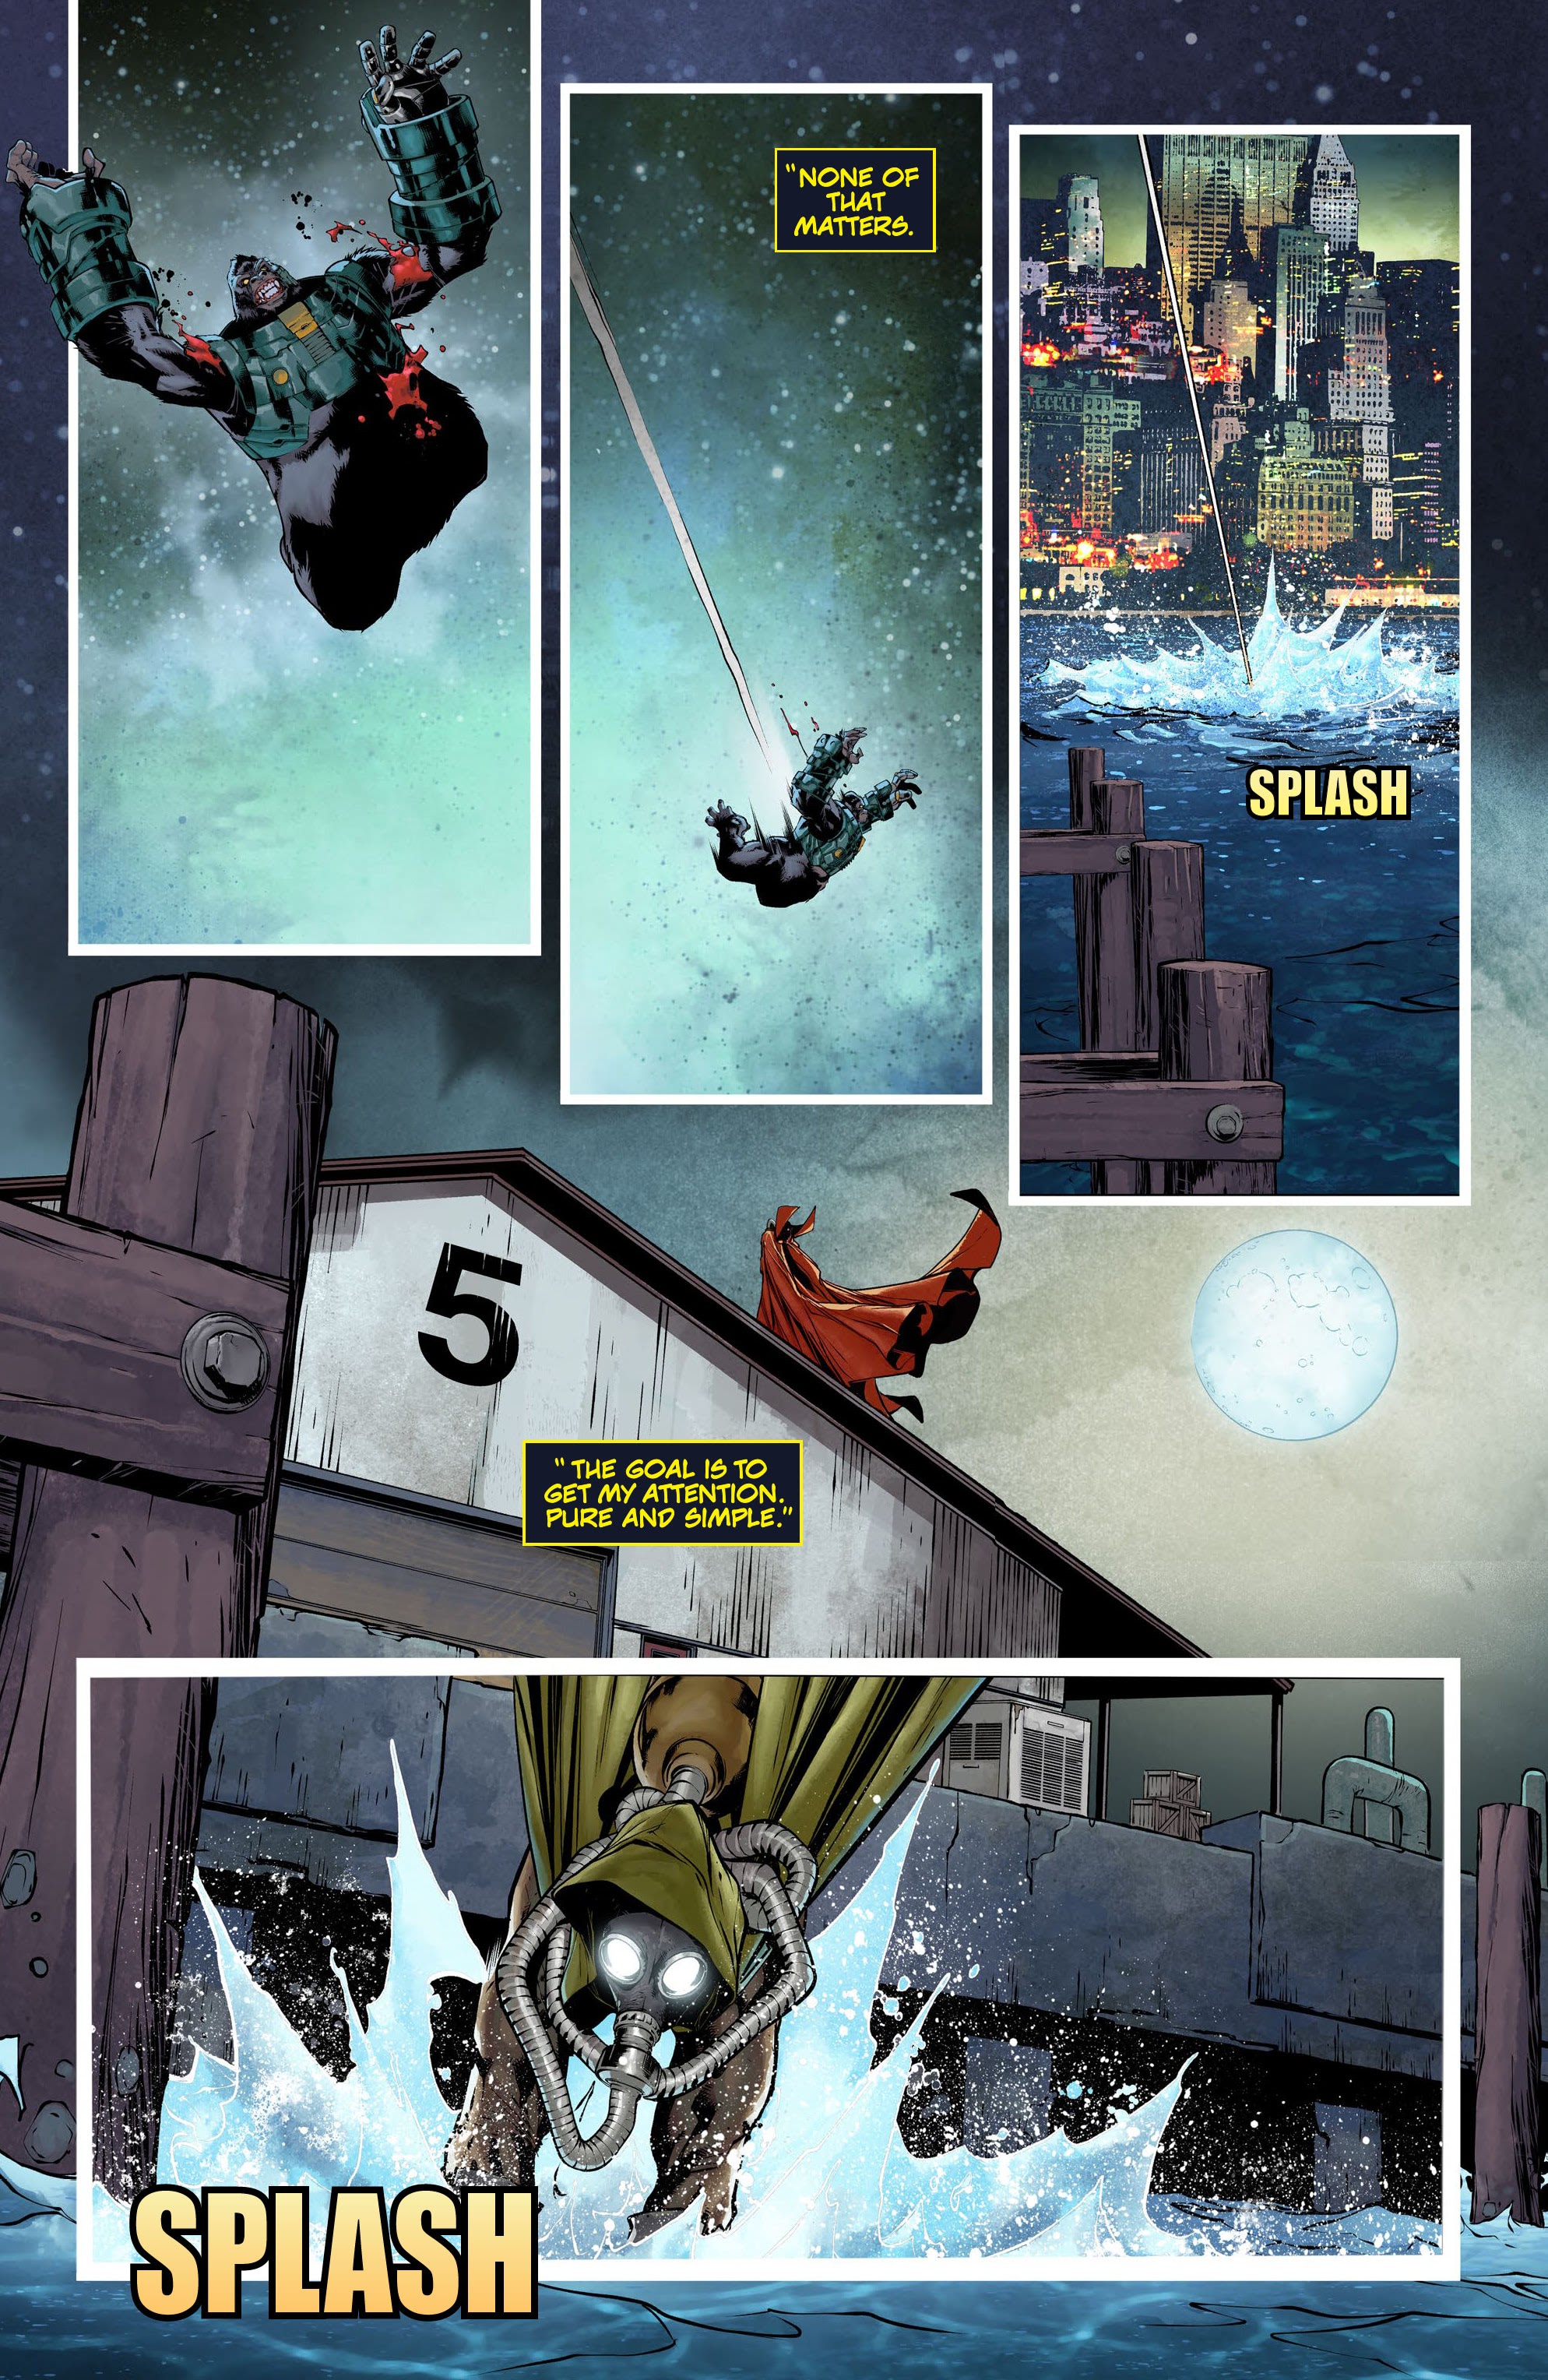 "NONE OF
THAT
MATTERS.
SPLASH
5
"THE GOAL IS TO
GET MY ATTENTION.
PURE AND SIMPLE."
SPLASH